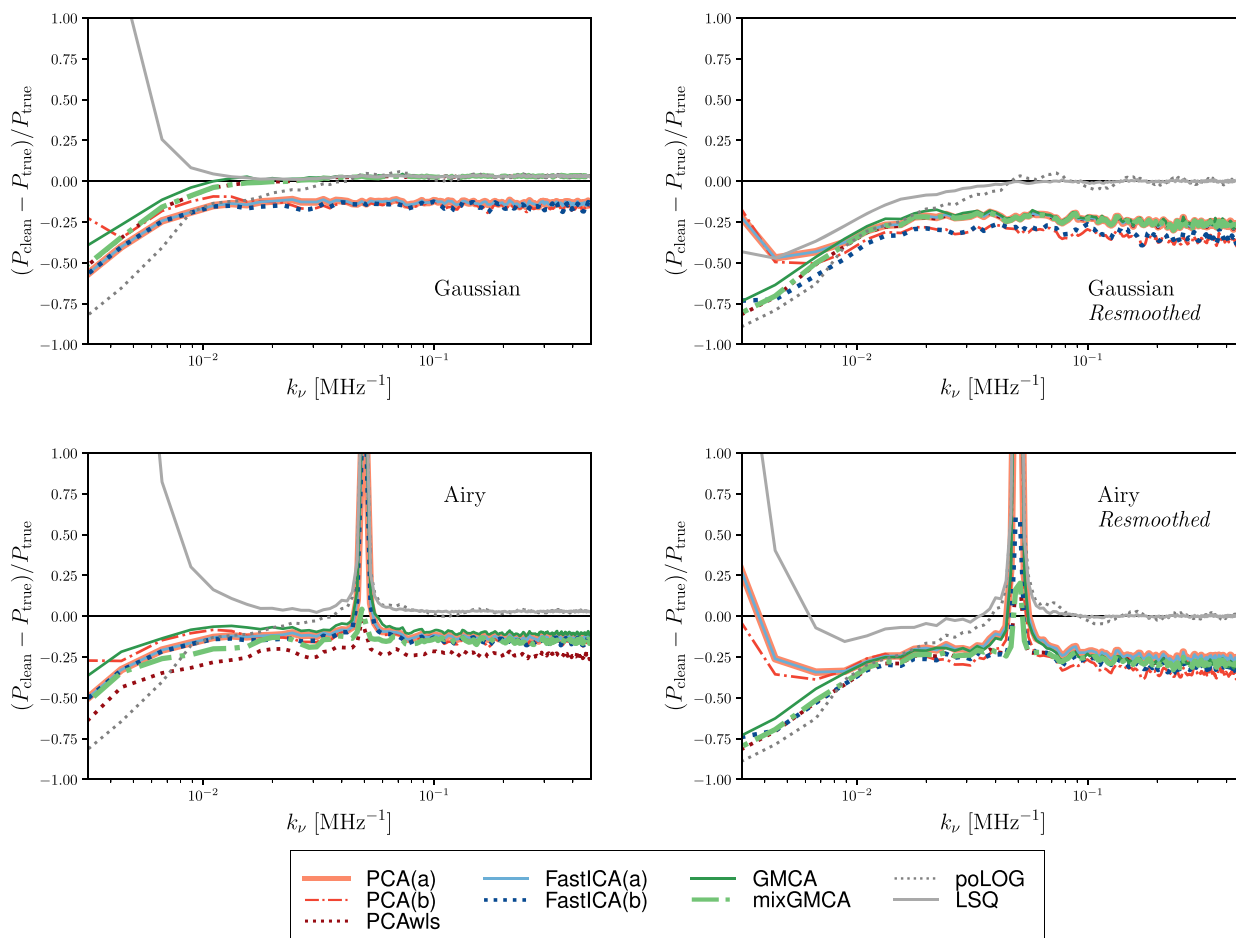 1.00
0.75
0.50
0.25
0.00
−0.25
−0.50
−0.75
−1.00
(P_clean − P_true)/P_true
Gaussian
10⁻²
10⁻¹
k_ν [MHz⁻¹]
1.00
0.75
0.50
0.25
0.00
−0.25
−0.50
−0.75
−1.00
(P_clean − P_true)/P_true
Gaussian
Resmoothed
10⁻²
10⁻¹
k_ν [MHz⁻¹]
1.00
0.75
0.50
0.25
0.00
−0.25
−0.50
−0.75
−1.00
(P_clean − P_true)/P_true
Airy
10⁻²
10⁻¹
k_ν [MHz⁻¹]
1.00
0.75
0.50
0.25
0.00
−0.25
−0.50
−0.75
−1.00
(P_clean − P_true)/P_true
Airy
Resmoothed
10⁻²
10⁻¹
k_ν [MHz⁻¹]
PCA(a)
PCA(b)
PCAwls
FastICA(a)
FastICA(b)
GMCA
mixGMCA
poLOG
LSQ